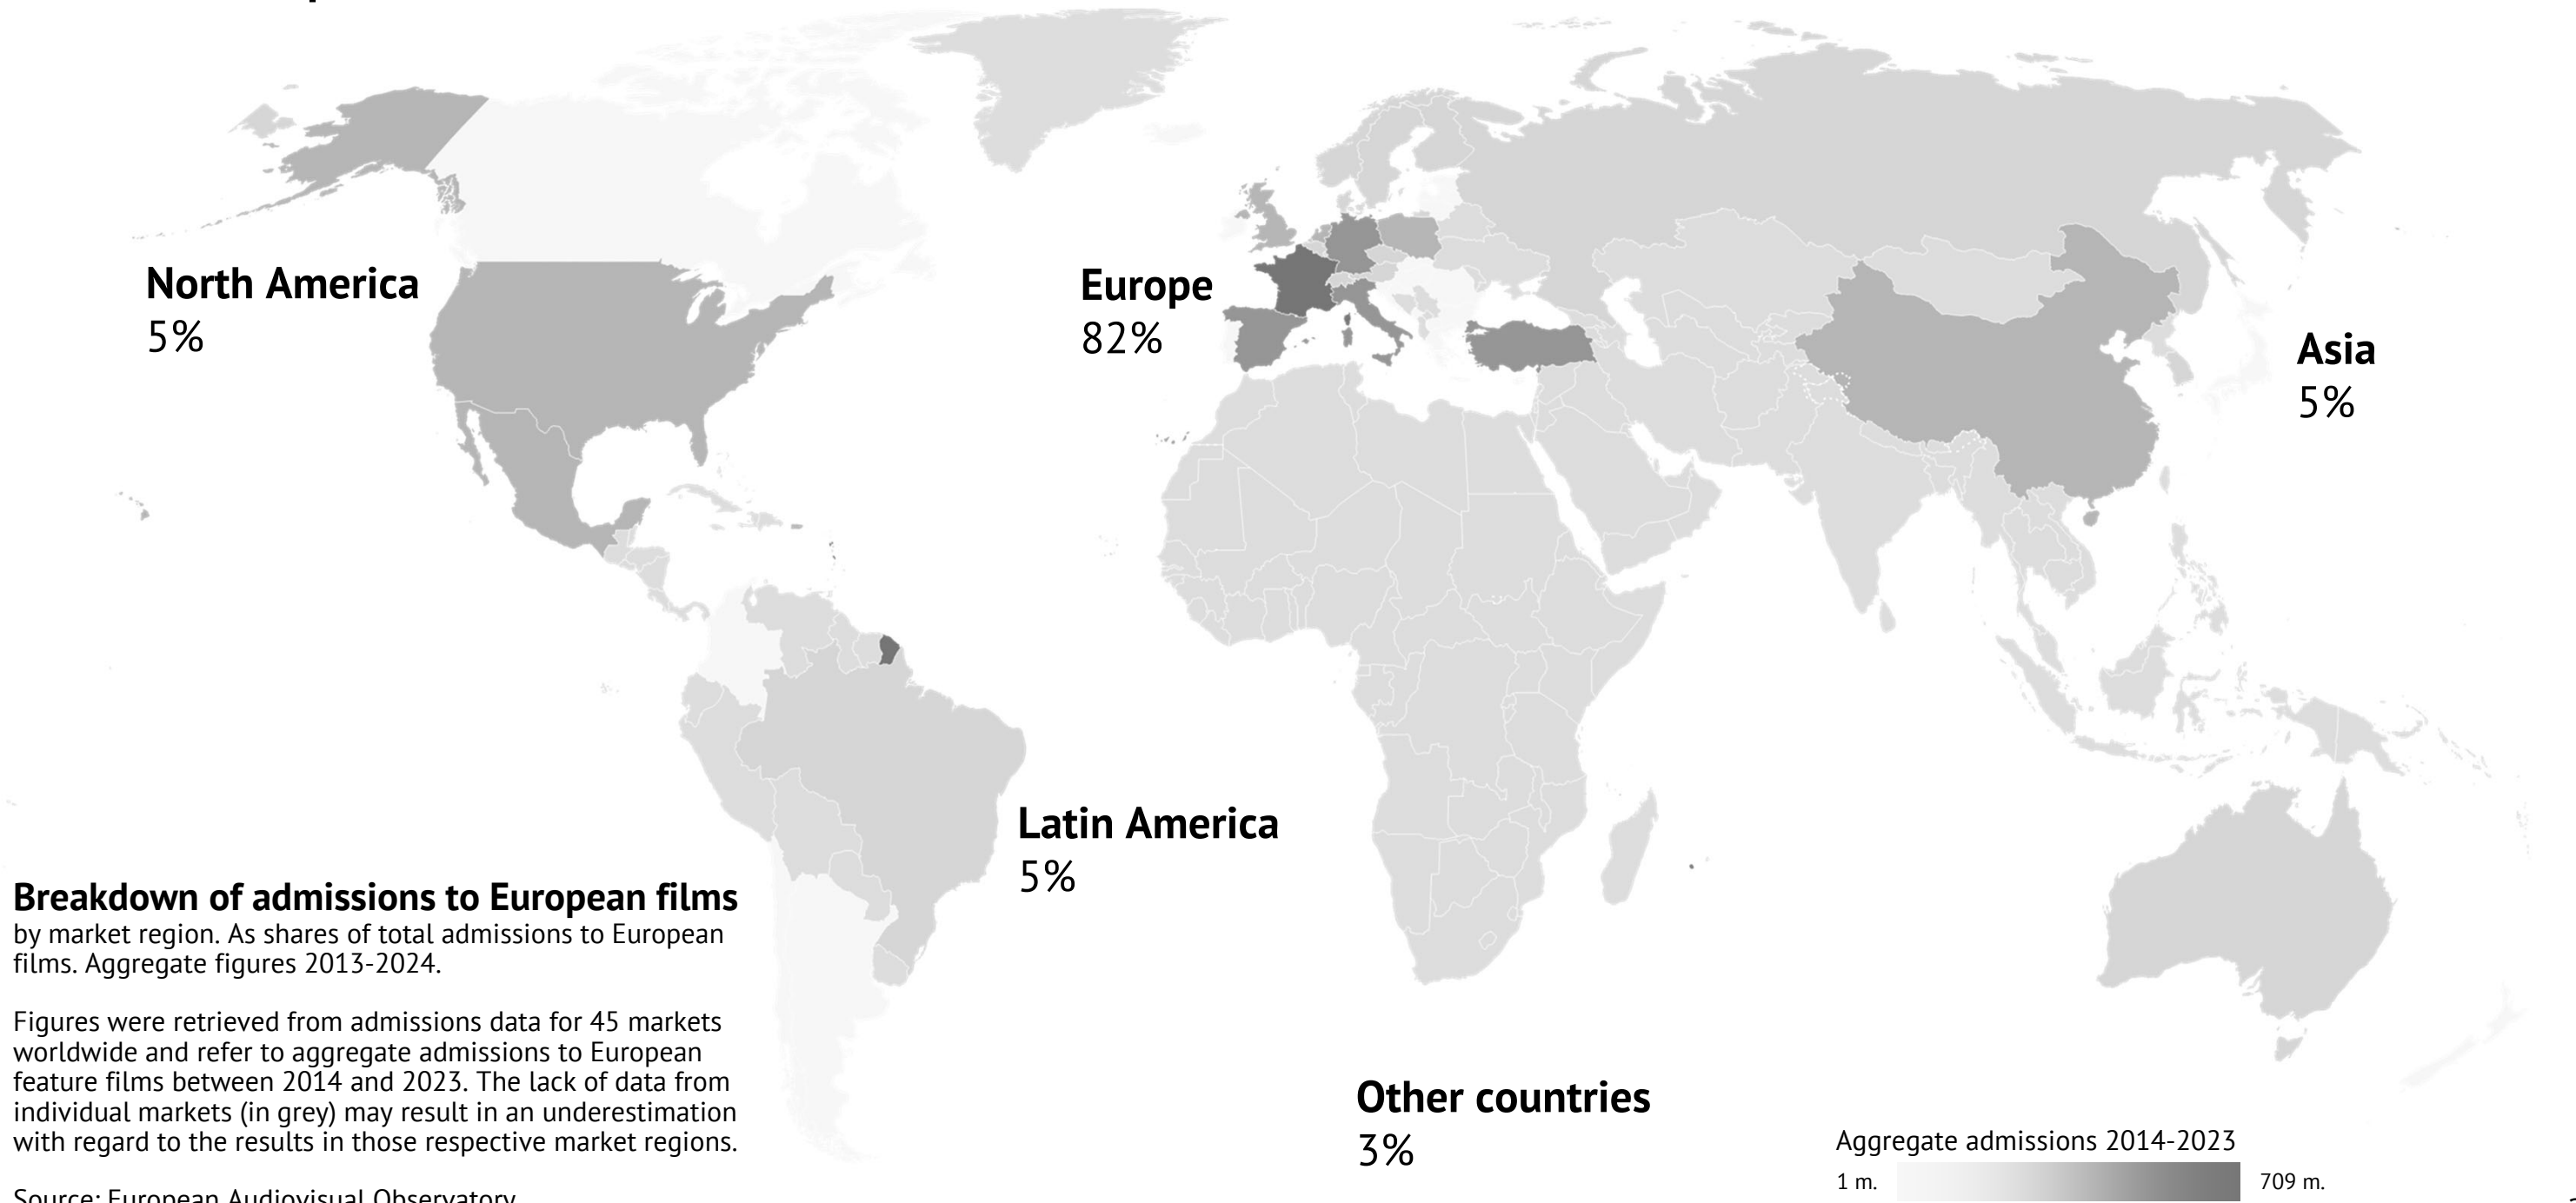 North America
5%
Europe
82%
Asia
5%
Latin America
5%
Breakdown of admissions to European films
by market region. As shares of total admissions to European
films. Aggregate figures 2013-2024.
Figures were retrieved from admissions data for 45 markets
worldwide and refer to aggregate admissions to European
feature films between 2014 and 2023. The lack of data from
individual markets (in grey) may result in an underestimation
with regard to the results in those respective market regions.
Source: European Audiovisual Observatory
Other countries
3%
Aggregate admissions 2014-2023
1 m.
709 m.